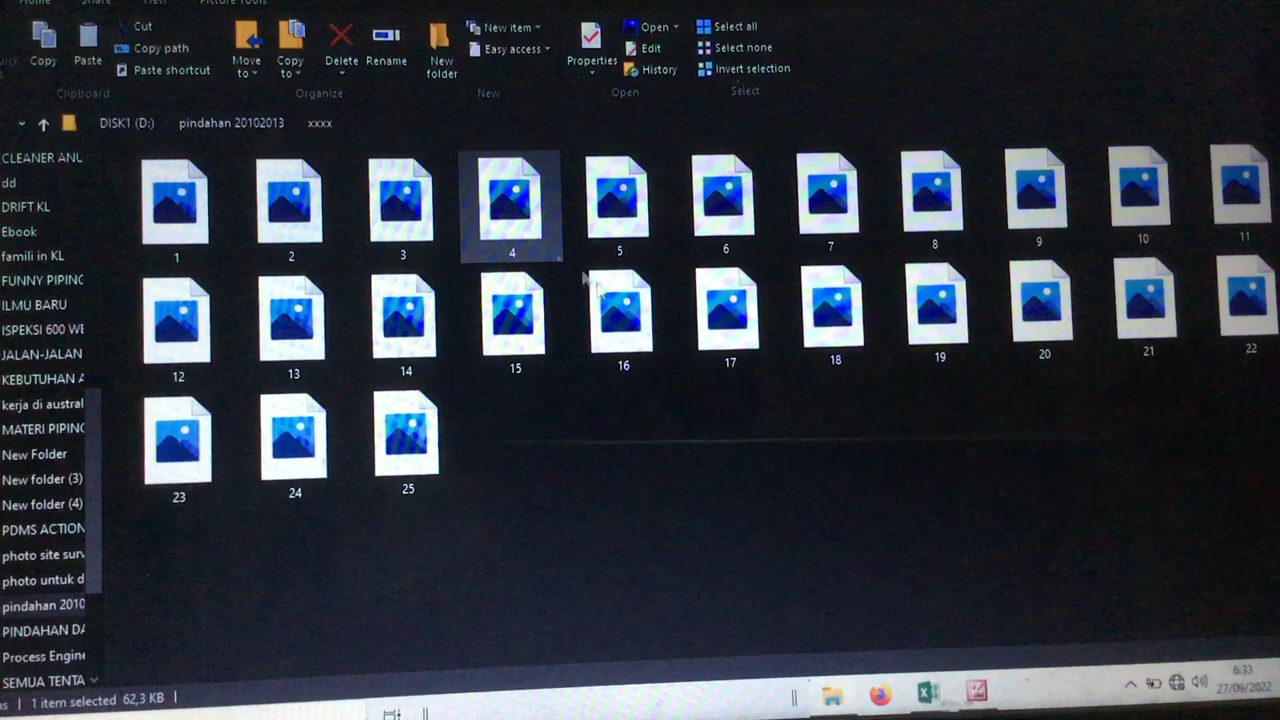 Home Share View Picture Tools
Cut
Copy path
Paste shortcut
Copy Paste
Clipboard
Move to
Copy to
Delete
Rename
Organize
New folder
New item
Easy access
New
Properties
Open
Edit
History
Open
Select all
Select none
Invert selection
Select
DISK1 (D:) pindahan 20102013 xxxx
CLEANER ANU
dd
DRIFT KL
Ebook
famili in KL
FUNNY PIPING
ILMU BARU
ISPEKSI 600 WE
JALAN-JALAN
KEBUTUHAN A
kerja di austral
MATERI PIPING
New Folder
New folder (3)
New folder (4)
PDMS ACTION
photo site surv
photo untuk d
pindahan 2010
PINDAHAN DA
Process Engine
SEMUA TENTA
1 2 3 4 5 6 7 8 9 10 11
12 13 14 15 16 17 18 19 20 21 22
23 24 25
1 item selected 62,3 KB
6:33
27/09/2022